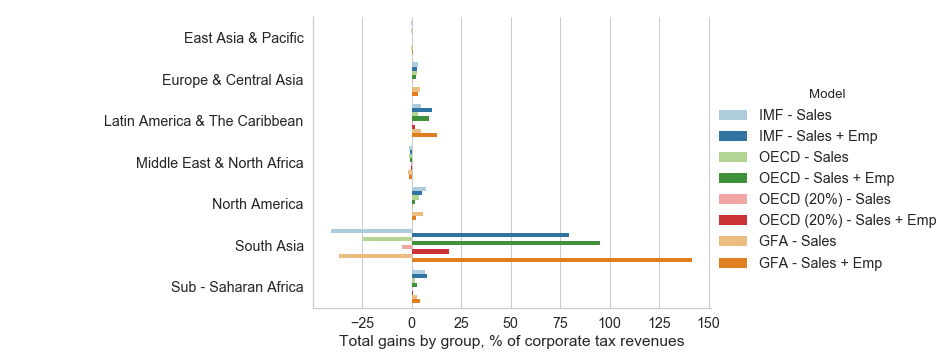 East Asia & Pacific
Europe & Central Asia
Latin America & The Caribbean
Middle East & North Africa
North America
South Asia
Sub - Saharan Africa
−25 0 25 50 75 100 125 150
Total gains by group, % of corporate tax revenues
Model
IMF - Sales
IMF - Sales + Emp
OECD - Sales
OECD - Sales + Emp
OECD (20%) - Sales
OECD (20%) - Sales + Emp
GFA - Sales
GFA - Sales + Emp